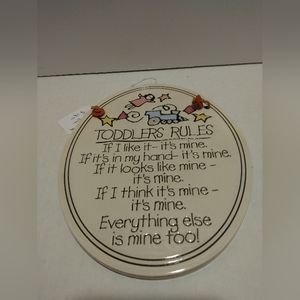 TODDLERS RULES
If I like it - it's mine.
If it's in my hand - it's mine.
If it looks like mine -
it's mine.
If I think it's mine -
it's mine.
Everything else
is mine too!